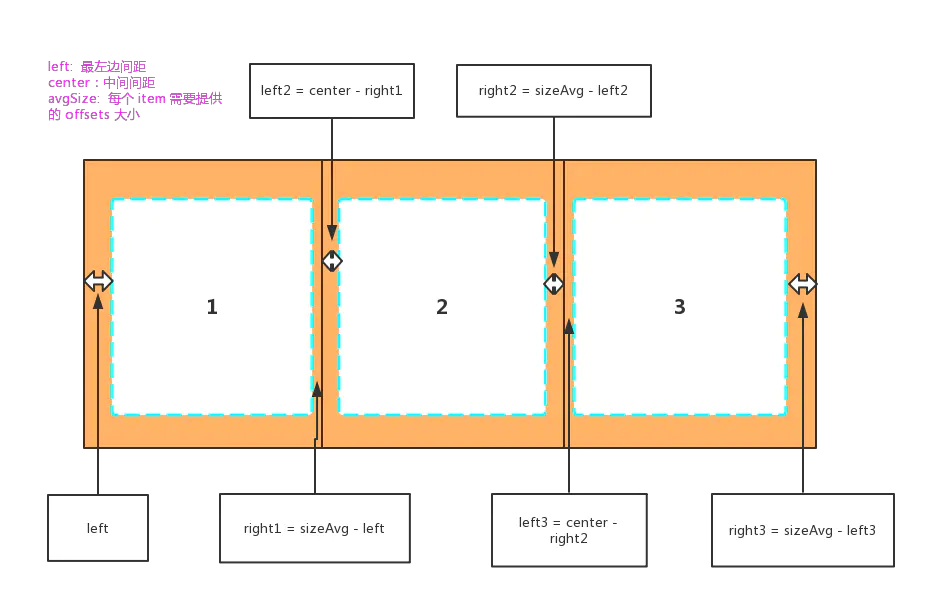 left: 最左边间距
center : 中间间距
avgSize: 每个 item 需要提供
的 offsets 大小
left2 = center - right1
right2 = sizeAvg - left2
1
2
3
left
right1 = sizeAvg - left
left3 = center -
right2
right3 = sizeAvg - left3